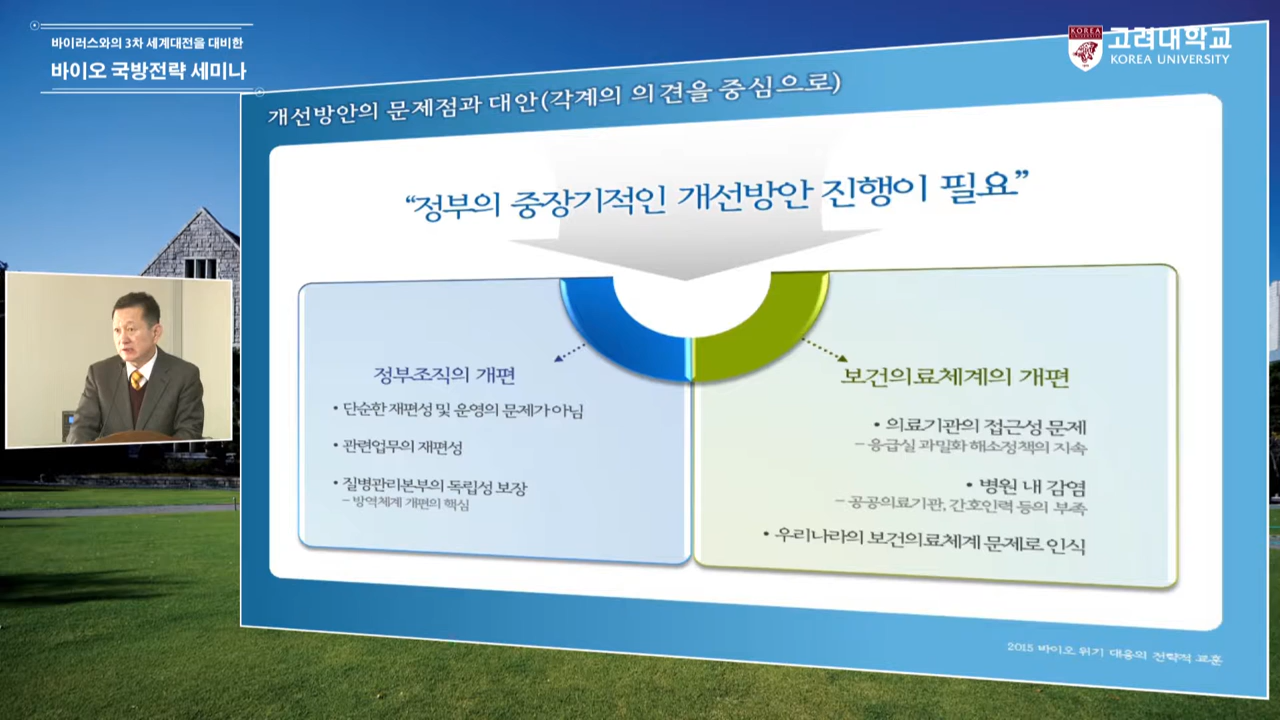 바이러스와의 3차 세계대전을 대비한
바이오 국방전략 세미나
KOREA
고려대학교
KOREA UNIVERSITY
개선방안의 문제점과 대안(각계의 의견을 중심으로)
“정부의 중장기적인 개선방안 진행이 필요”
정부조직의 개편
• 단순한 재편성 및 운영의 문제가 아님
• 관련업무의 재편성
• 질병관리본부의 독립성 보장
– 방역체계 개편의 핵심
보건의료체계의 개편
• 의료기관의 접근성 문제
– 응급실 과밀화 해소정책의 지속
• 병원 내 감염
– 공공의료기관, 간호인력 등의 부족
• 우리나라의 보건의료체계 문제로 인식
2015 바이오 위기 대응의 전략적 교훈